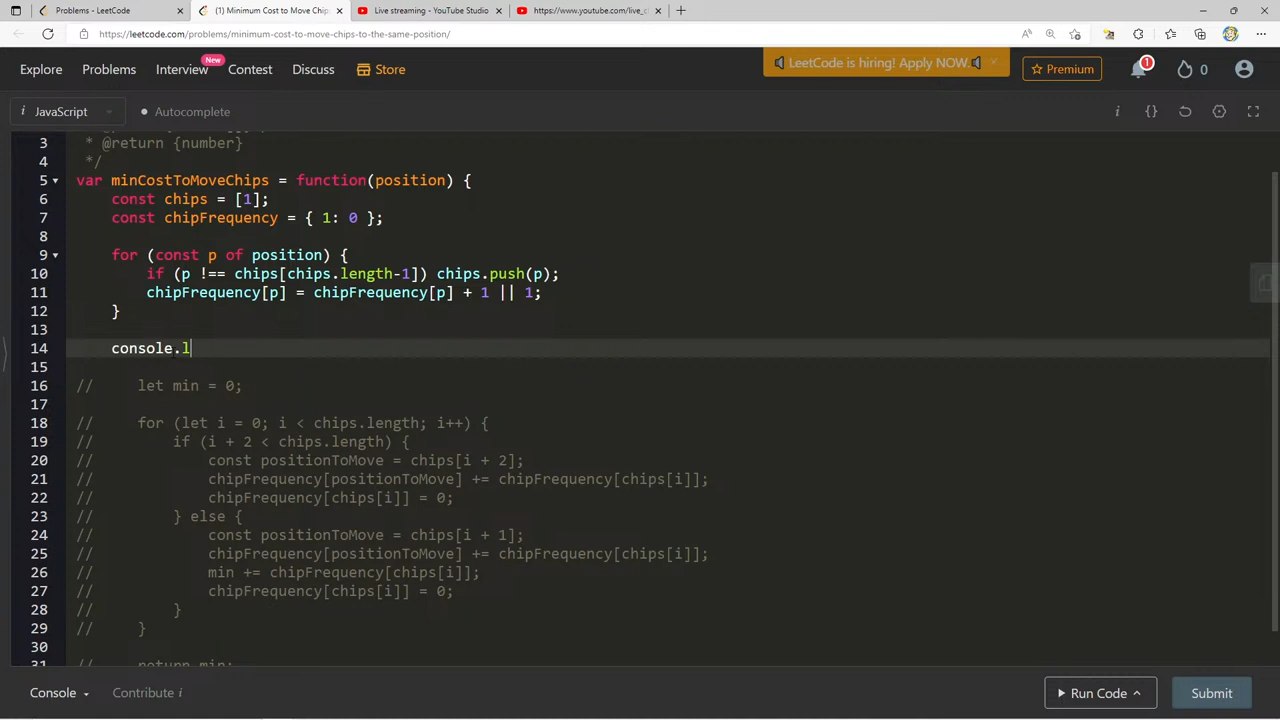 Problems - LeetCode
(1) Minimum Cost to Move Chip
Live streaming - YouTube Studio
https://www.youtube.com/live_c
https://leetcode.com/problems/minimum-cost-to-move-chips-to-the-same-position/
Explore
Problems
Interview
New
Contest
Discuss
Store
LeetCode is hiring! Apply NOW.
Premium
1
0
i JavaScript
Autocomplete
3 * @return {number}
4 */
5 var minCostToMoveChips = function(position) {
6 const chips = [1];
7 const chipFrequency = { 1: 0 };
8
9 for (const p of position) {
10 if (p !== chips[chips.length-1]) chips.push(p);
11 chipFrequency[p] = chipFrequency[p] + 1 || 1;
12 }
13
14 console.l
15
16 // let min = 0;
17
18 // for (let i = 0; i < chips.length; i++) {
19 // if (i + 2 < chips.length) {
20 // const positionToMove = chips[i + 2];
21 // chipFrequency[positionToMove] += chipFrequency[chips[i]];
22 // chipFrequency[chips[i]] = 0;
23 // } else {
24 // const positionToMove = chips[i + 1];
25 // chipFrequency[positionToMove] += chipFrequency[chips[i]];
26 // min += chipFrequency[chips[i]];
27 // chipFrequency[chips[i]] = 0;
28 // }
29 // }
30
31 // return min;
Console
Contribute i
Run Code
Submit